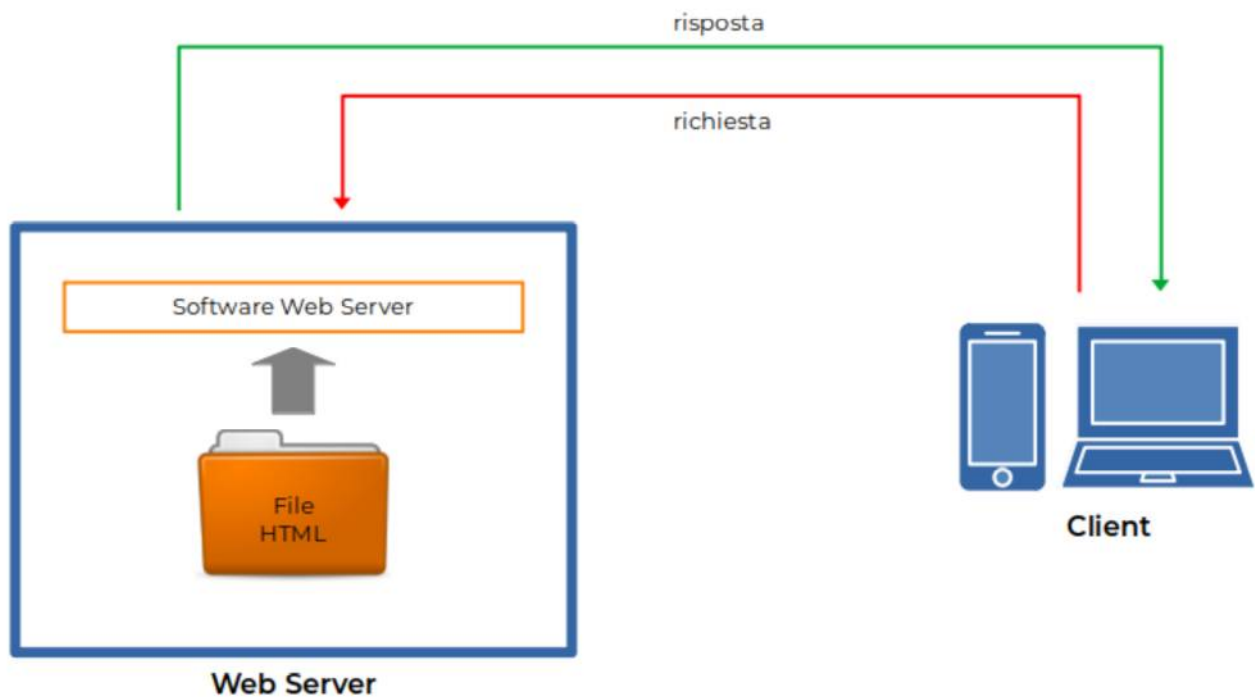 risposta
richiesta
Software Web Server
File
HTML
Client
Web Server